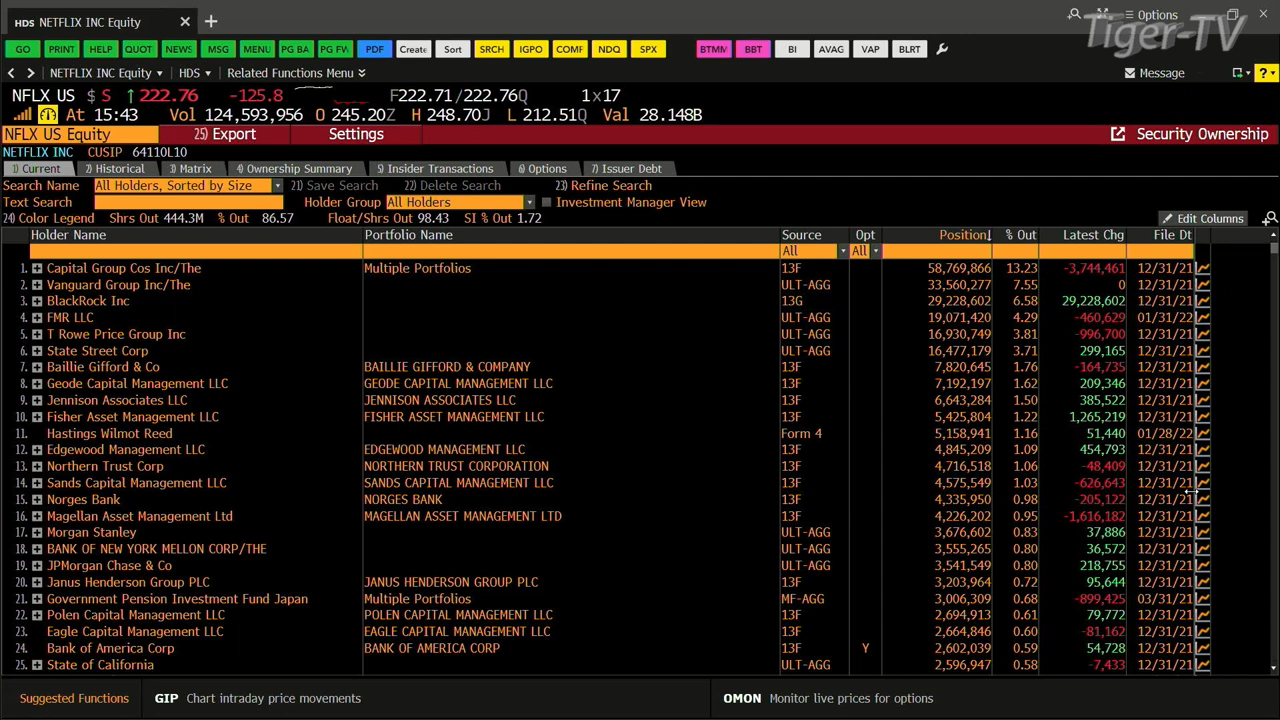 HDS NETFLIX INC Equity × + Options
Tiger-TV
GO PRINT HELP QUOT NEWS MSG MENU PG BA PG FW PDF Create Sort SRCH IGPO COMF NDQ SPX BTMM BBT BI AVAG VAP BLRT
< > NETFLIX INC Equity HDS Related Functions Menu Message ?
NFLX US $ S ↑222.76 -125.8 F222.71/222.76Q 1x17
At 15:43 Vol 124,593,956 O 245.20Z H 248.70J L 212.51Q Val 28.148B
NFLX US Equity 25) Export Settings Security Ownership
NETFLIX INC CUSIP 64110L10
1) Current 2) Historical 3) Matrix 4) Ownership Summary 5) Insider Transactions 6) Options 7) Issuer Debt
Search Name All Holders, Sorted by Size 21) Save Search 22) Delete Search 23) Refine Search
Text Search Holder Group All Holders Investment Manager View
24) Color Legend Shrs Out 444.3M % Out 86.57 Float/Shrs Out 98.43 SI % Out 1.72 Edit Columns
Holder Name Portfolio Name Source Opt Position↓ % Out Latest Chg File Dt
All All
1. Capital Group Cos Inc/The Multiple Portfolios 13F 58,769,866 13.23 -3,744,461 12/31/21
2. Vanguard Group Inc/The ULT-AGG 33,560,277 7.55 0 12/31/21
3. BlackRock Inc 13G 29,228,602 6.58 29,228,602 12/31/21
4. FMR LLC ULT-AGG 19,071,420 4.29 -460,629 01/31/22
5. T Rowe Price Group Inc ULT-AGG 16,930,749 3.81 -996,700 12/31/21
6. State Street Corp ULT-AGG 16,477,179 3.71 299,165 12/31/21
7. Baillie Gifford & Co BAILLIE GIFFORD & COMPANY 13F 7,820,645 1.76 -164,735 12/31/21
8. Geode Capital Management LLC GEODE CAPITAL MANAGEMENT LLC 13F 7,192,197 1.62 209,346 12/31/21
9. Jennison Associates LLC JENNISON ASSOCIATES LLC 13F 6,643,284 1.50 385,522 12/31/21
10. Fisher Asset Management LLC FISHER ASSET MANAGEMENT LLC 13F 5,425,804 1.22 1,265,219 12/31/21
11. Hastings Wilmot Reed Form 4 5,158,941 1.16 51,440 01/28/22
12. Edgewood Management LLC EDGEWOOD MANAGEMENT LLC 13F 4,845,209 1.09 454,793 12/31/21
13. Northern Trust Corp NORTHERN TRUST CORPORATION 13F 4,716,518 1.06 -48,409 12/31/21
14. Sands Capital Management LLC SANDS CAPITAL MANAGEMENT LLC 13F 4,575,549 1.03 -626,643 12/31/21
15. Norges Bank NORGES BANK 13F 4,335,950 0.98 -205,122 12/31/21
16. Magellan Asset Management Ltd MAGELLAN ASSET MANAGEMENT LTD 13F 4,226,202 0.95 -1,616,182 12/31/21
17. Morgan Stanley ULT-AGG 3,676,602 0.83 37,886 12/31/21
18. BANK OF NEW YORK MELLON CORP/THE ULT-AGG 3,555,265 0.80 36,572 12/31/21
19. JPMorgan Chase & Co ULT-AGG 3,541,549 0.80 218,755 12/31/21
20. Janus Henderson Group PLC JANUS HENDERSON GROUP PLC 13F 3,203,964 0.72 95,644 12/31/21
21. Government Pension Investment Fund Japan Multiple Portfolios MF-AGG 3,006,309 0.68 -899,425 03/31/21
22. Polen Capital Management LLC POLEN CAPITAL MANAGEMENT LLC 13F 2,694,913 0.61 79,772 12/31/21
23. Eagle Capital Management LLC EAGLE CAPITAL MANAGEMENT LLC 13F 2,664,846 0.60 -81,162 12/31/21
24. Bank of America Corp BANK OF AMERICA CORP 13F Y 2,602,039 0.59 54,728 12/31/21
25. State of California ULT-AGG 2,596,947 0.58 -7,433 12/31/21
Suggested Functions GIP Chart intraday price movements OMON Monitor live prices for options